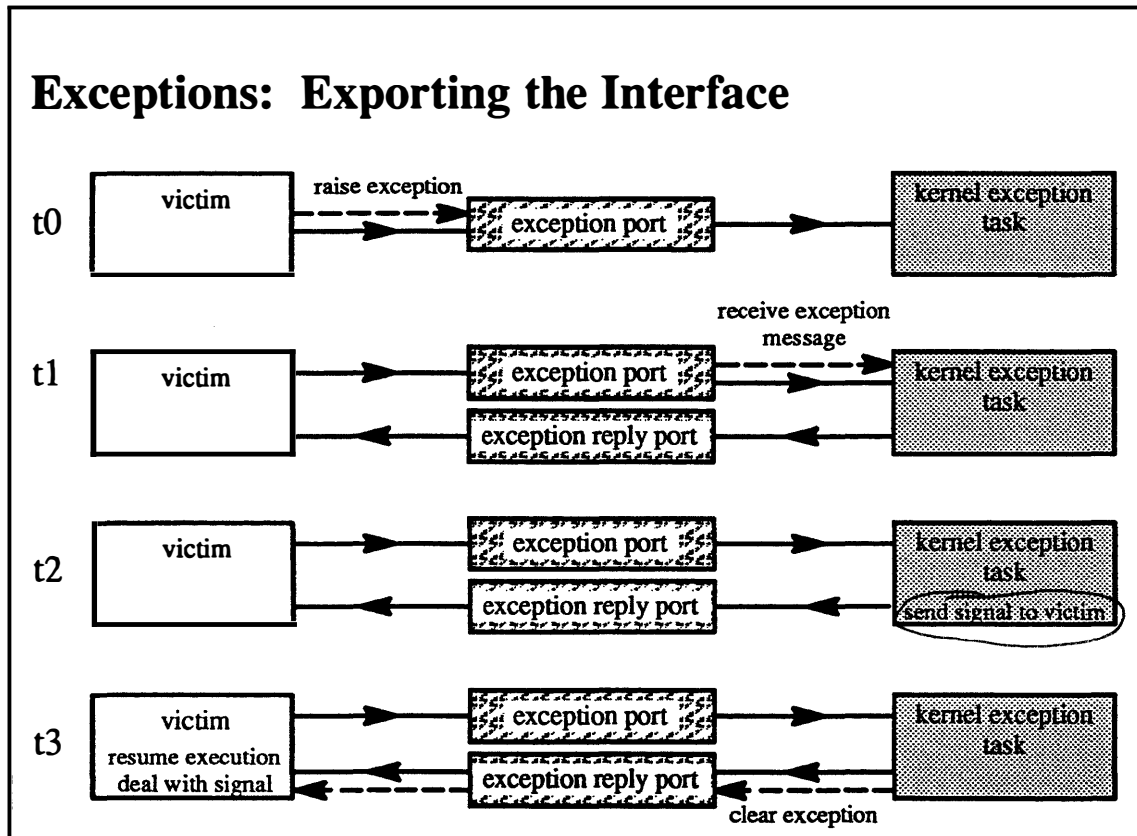 Exceptions: Exporting the Interface
t0
victim
raise exception
exception port
kernel exception
task
t1
victim
exception port
receive exception
message
kernel exception
task
exception reply port
t2
victim
exception port
kernel exception
task
exception reply port
send signal to victim
t3
victim
resume execution
deal with signal
exception port
kernel exception
task
exception reply port
clear exception